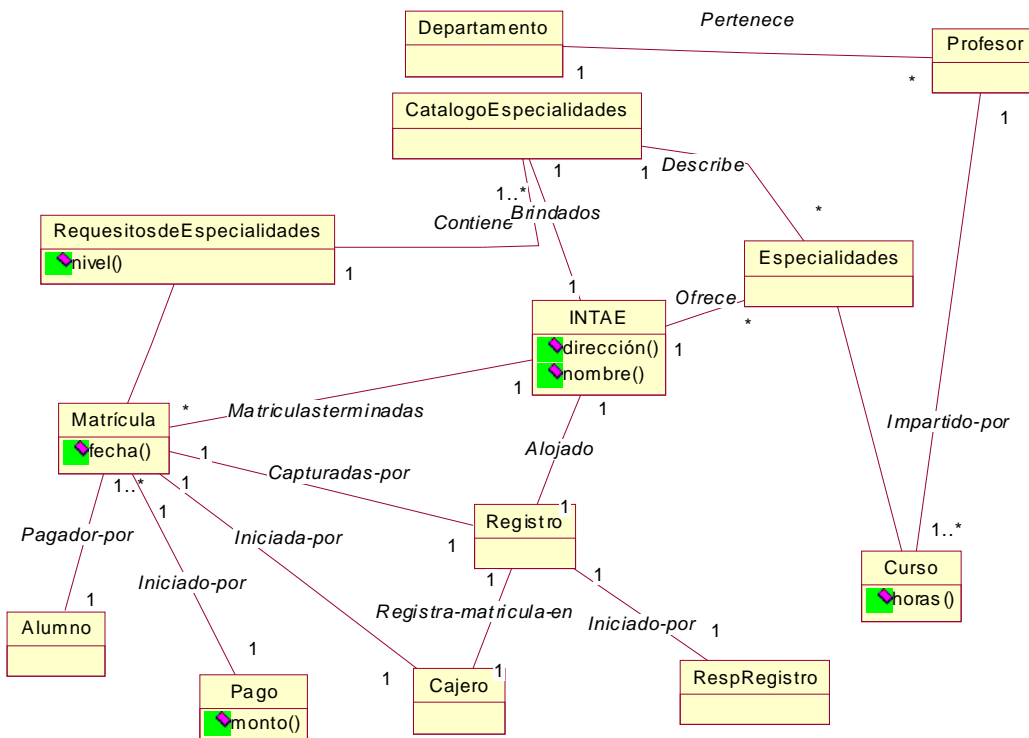 Pertenece
Departamento
Profesor
1
*
CatalogoEspecialidades
1
1
1
Describe
1..*
Brindados
*
Contiene
RequesitosdeEspecialidades
nivel()
1
Especialidades
1
Ofrece
*
INTAE
dirección()
nombre()
1
1
1
Matriculasterminadas
*
Matrícula
fecha()
Impartido-por
1
Alojado
Capturadas-por
1..*
1
1
1
Registro
1
Pagador-por
Iniciada-por
1..*
Curso
horas()
Iniciado-por
1
1
Registra-matricula-en
Iniciado-por
1
1
Alumno
1
1
1
Cajero
RespRegistro
Pago
monto()